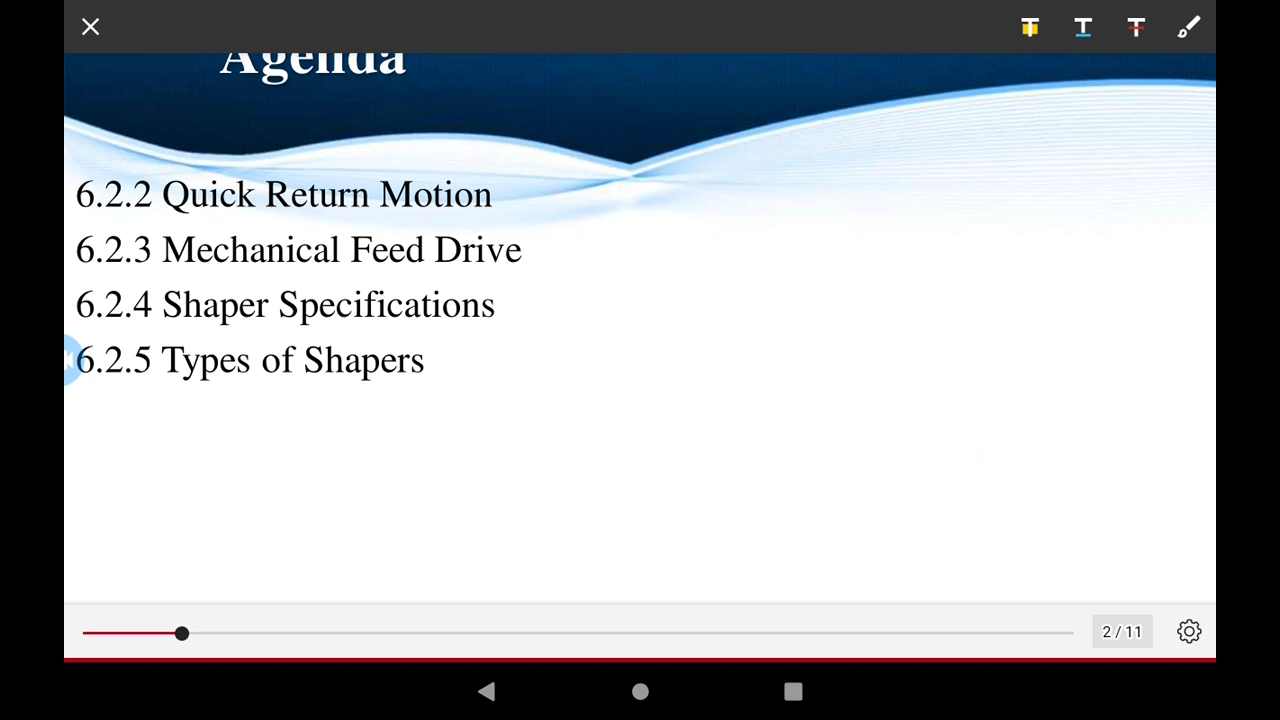 Agenda
6.2.2 Quick Return Motion
6.2.3 Mechanical Feed Drive
6.2.4 Shaper Specifications
6.2.5 Types of Shapers
2 / 11